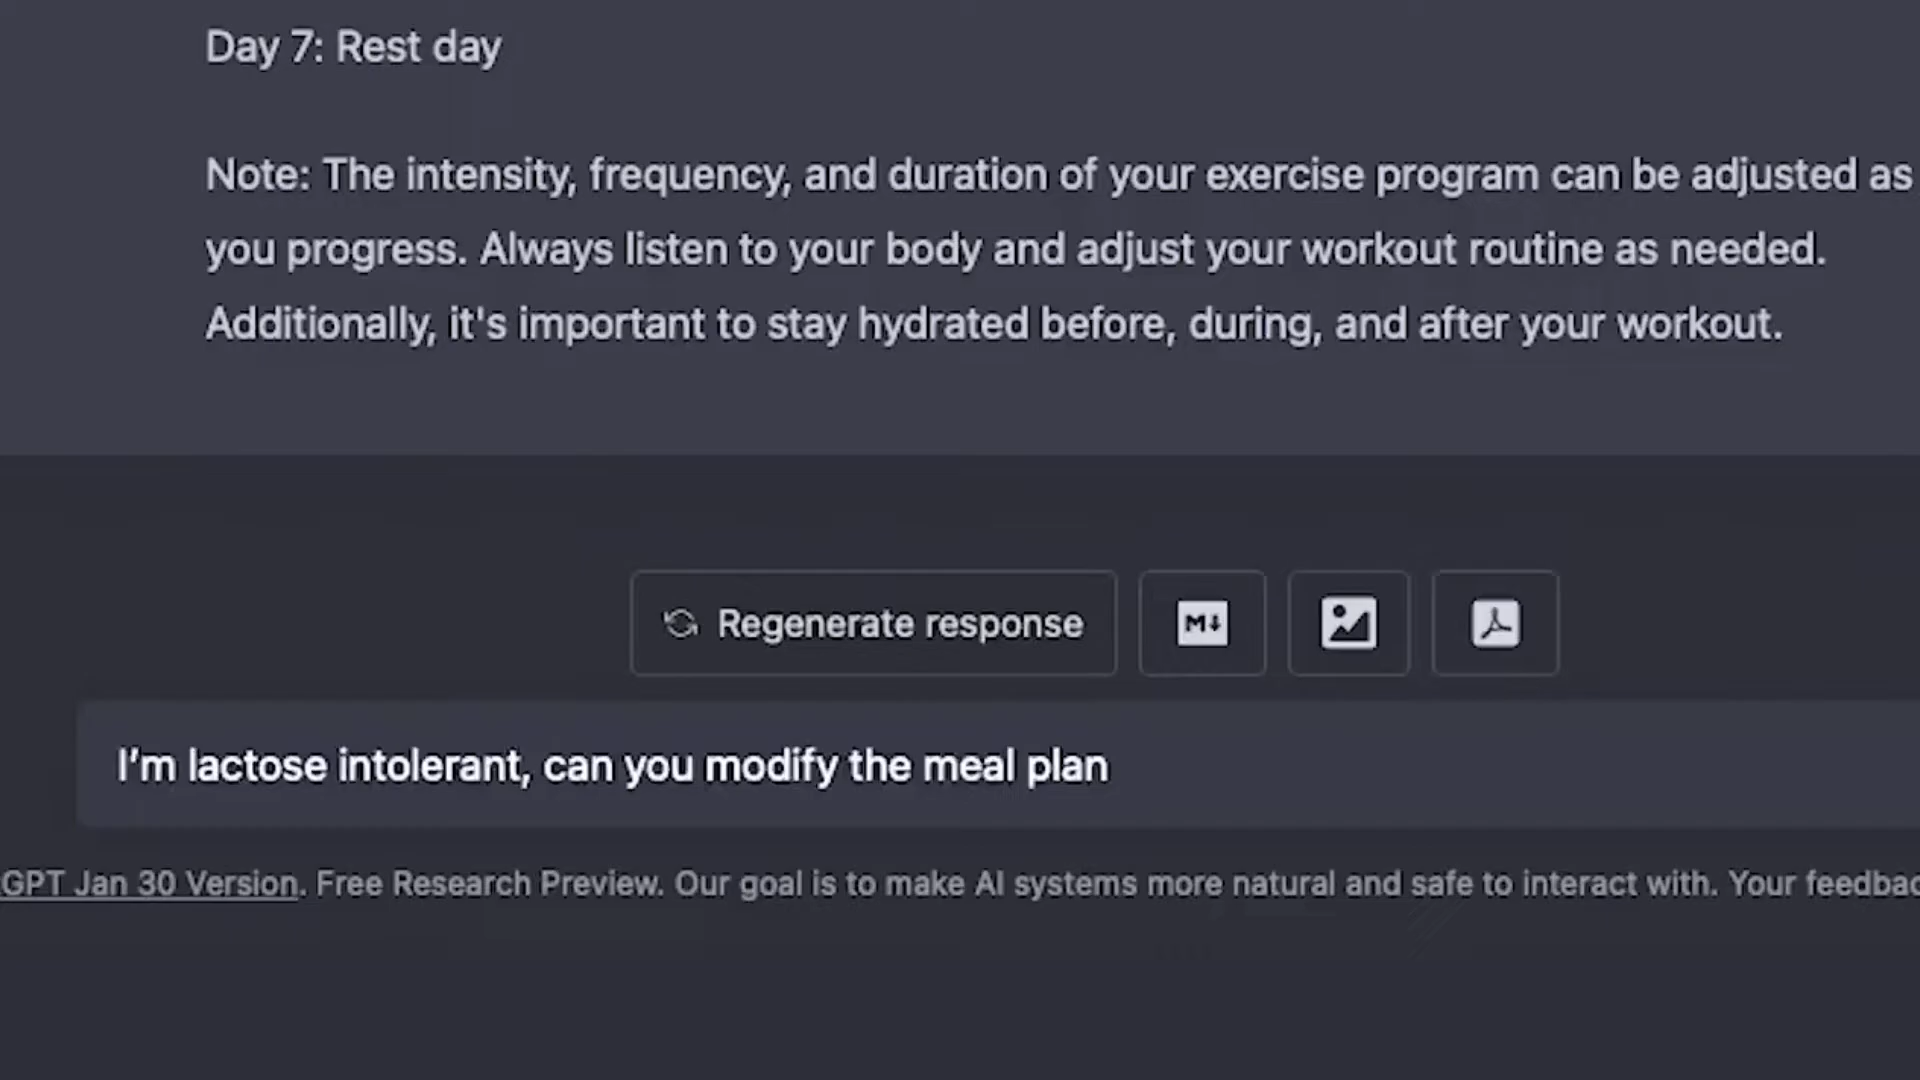 Day 7: Rest day
Note: The intensity, frequency, and duration of your exercise program can be adjusted as
you progress. Always listen to your body and adjust your workout routine as needed.
Additionally, it's important to stay hydrated before, during, and after your workout.
Regenerate response
M↓
I’m lactose intolerant, can you modify the meal plan
GPT Jan 30 Version. Free Research Preview. Our goal is to make AI systems more natural and safe to interact with. Your feedbac